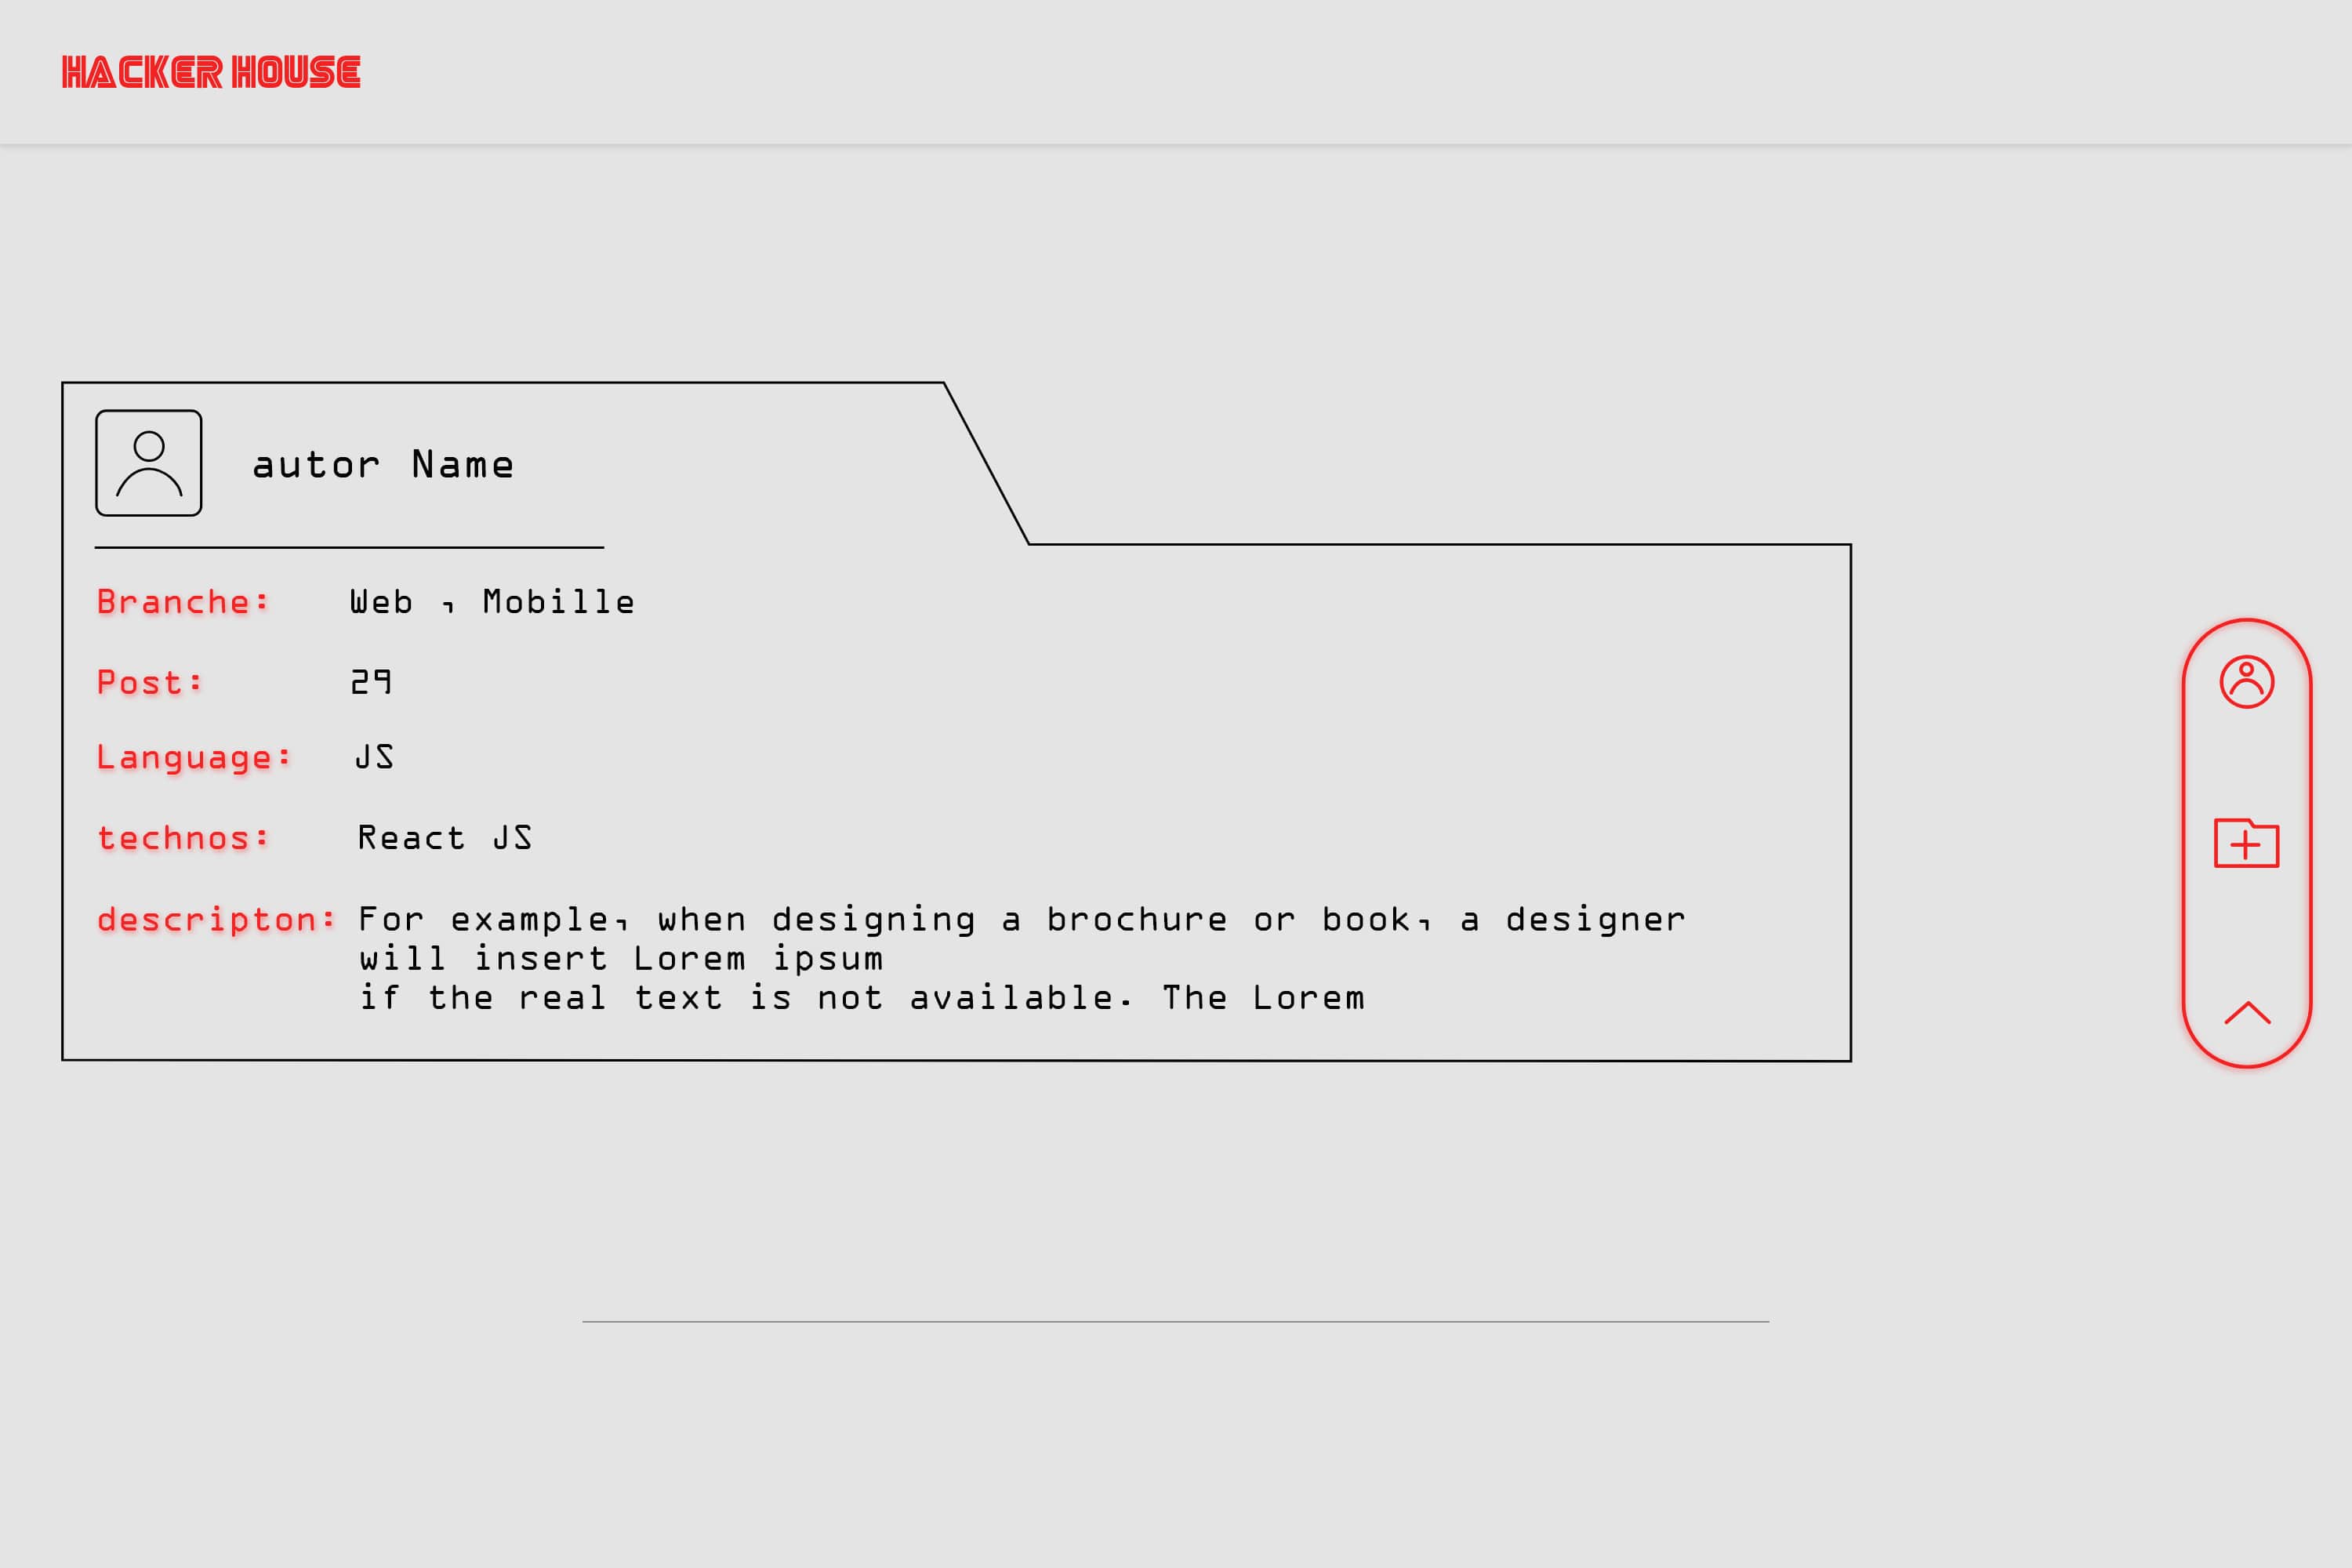 HACKER HOUSE
autor Name
Branche: Web , Mobille
Post: 29
Language: JS
technos: React JS
descripton: For example, when designing a brochure or book, a designer
will insert Lorem ipsum
if the real text is not available. The Lorem